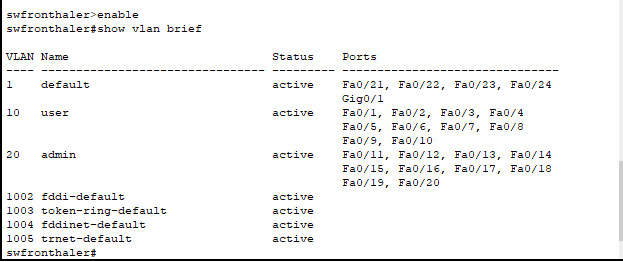 swfronthaler>enable
swfronthaler#show vlan brief
VLAN Name                             Status    Ports
---- -------------------------------- --------- -------------------------------
1    default                          active    Fa0/21, Fa0/22, Fa0/23, Fa0/24
                                                Gig0/1
10   user                             active    Fa0/1, Fa0/2, Fa0/3, Fa0/4
                                                Fa0/5, Fa0/6, Fa0/7, Fa0/8
                                                Fa0/9, Fa0/10
20   admin                            active    Fa0/11, Fa0/12, Fa0/13, Fa0/14
                                                Fa0/15, Fa0/16, Fa0/17, Fa0/18
                                                Fa0/19, Fa0/20
1002 fddi-default                     active
1003 token-ring-default               active
1004 fddinet-default                  active
1005 trnet-default                    active
swfronthaler#